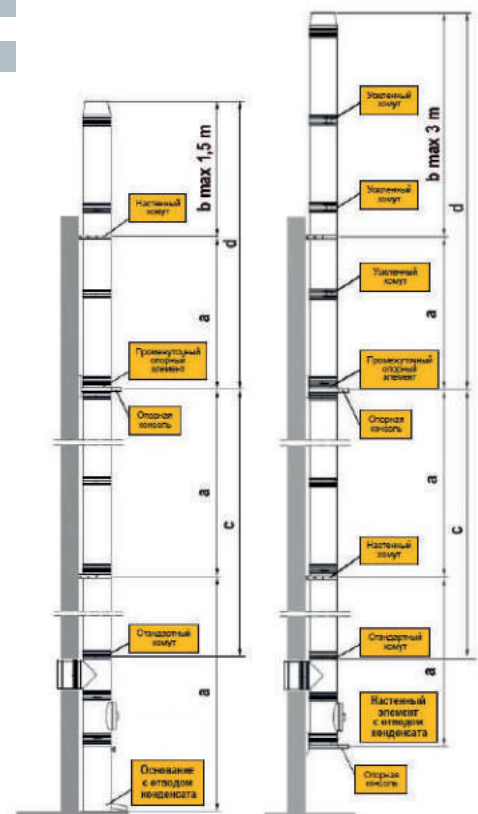 b max 1,5 m
d
Настенный
хомут
a
Промежуточный
опорный
элемент
Опорная
консоль
a
c
Стандартный
хомут
a
Основание
с отводом
конденсата
Усиленный
хомут
b max 3 m
d
Усиленный
хомут
Усиленный
хомут
a
Промежуточный
опорный
элемент
Опорная
консоль
a
c
Настенный
хомут
Стандартный
хомут
a
Настенный
элемент
с отводом
конденсата
Опорная
консоль